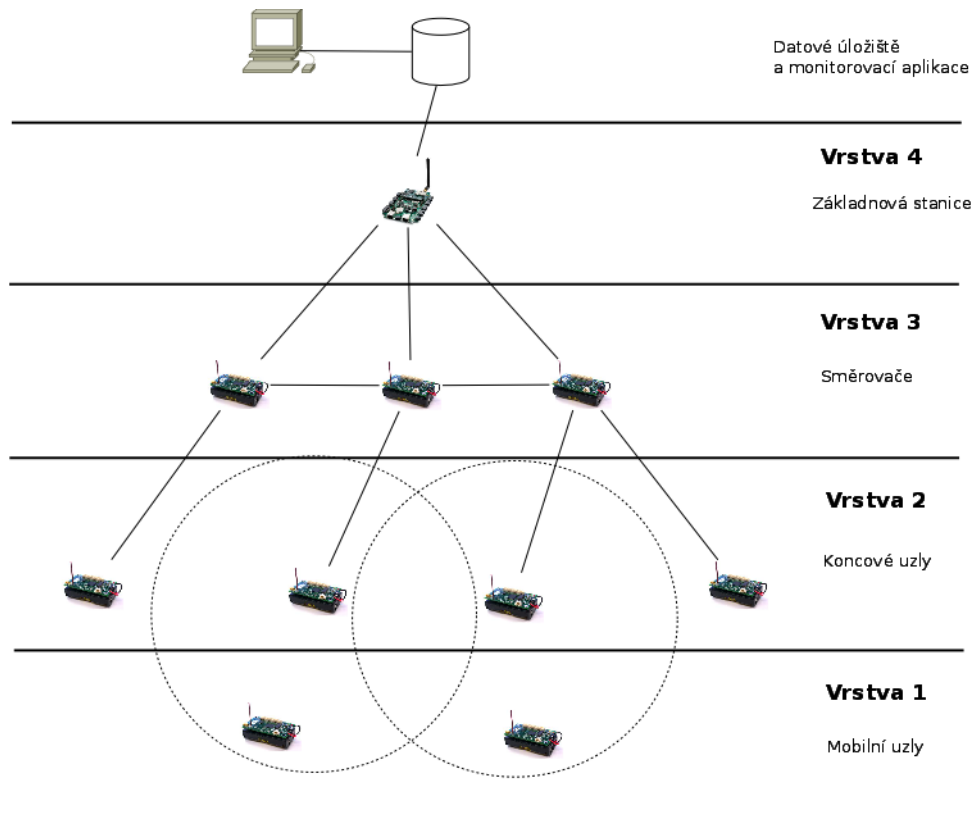 Datové úložiště
a monitorovací aplikace
Vrstva 4
Základnová stanice
Vrstva 3
Směrovače
Vrstva 2
Koncové uzly
Vrstva 1
Mobilní uzly